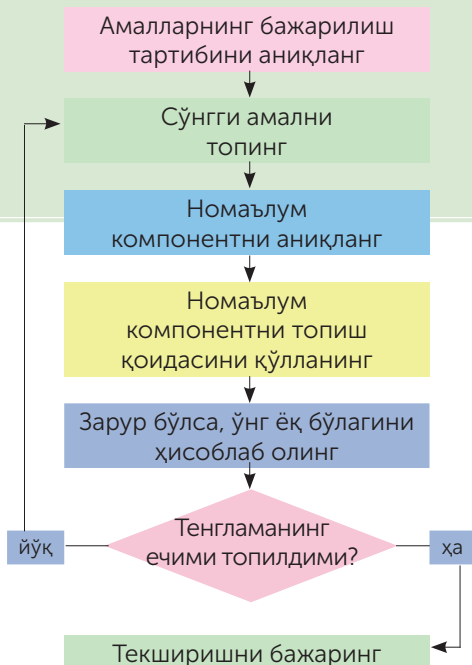 Амалларнинг бажарилиш
тартибини аниқланг
Сўнгги амални
топинг
Номаълум
компонентни аниқланг
Номаълум
компонентни топиш
қоидасини қўлланинг
Зарур бўлса, ўнг ёқ бўлагини
ҳисоблаб олинг
Тенгламанинг
ечими топилдими?
йўқ
ҳа
Текширишни бажаринг